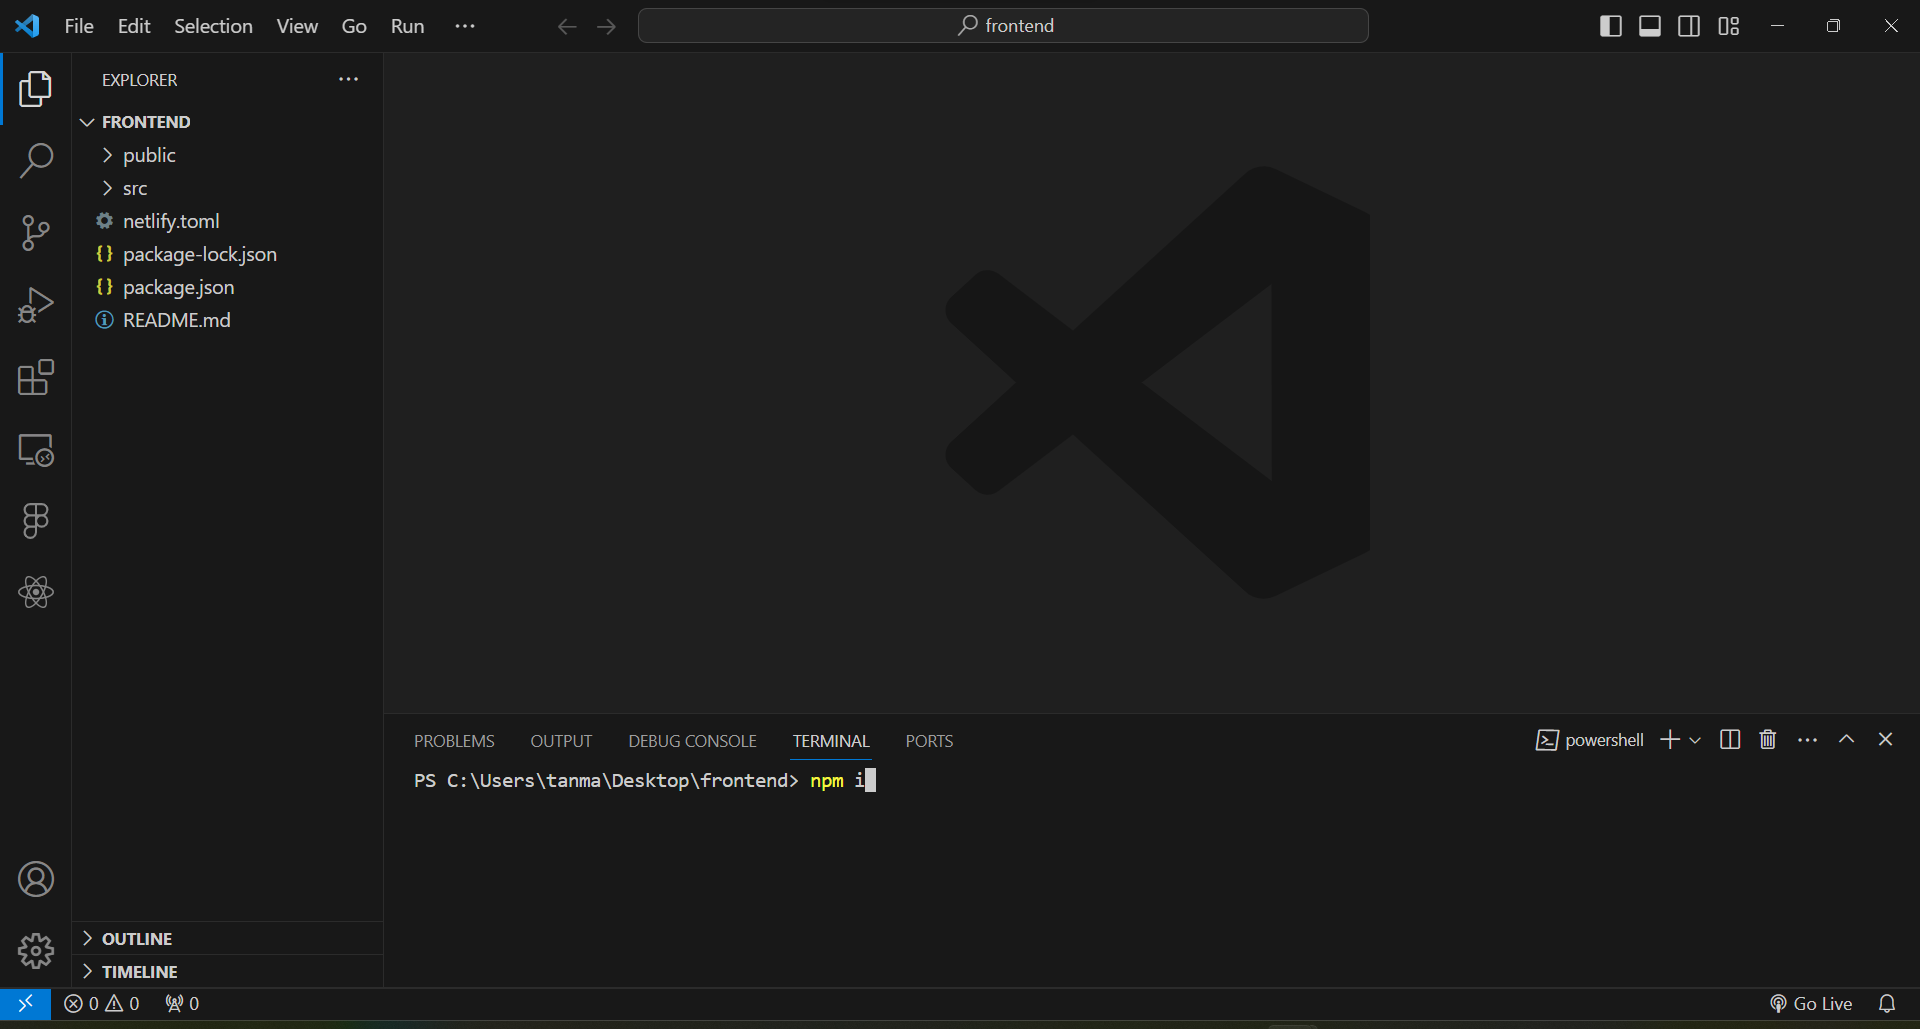 File Edit Selection View Go Run ···
frontend
EXPLORER ···
FRONTEND
public
src
netlify.toml
{} package-lock.json
{} package.json
README.md
OUTLINE
TIMELINE
PROBLEMS OUTPUT DEBUG CONSOLE TERMINAL PORTS
powershell ···
PS C:\Users\tanma\Desktop\frontend> npm i
0 0 0
Go Live